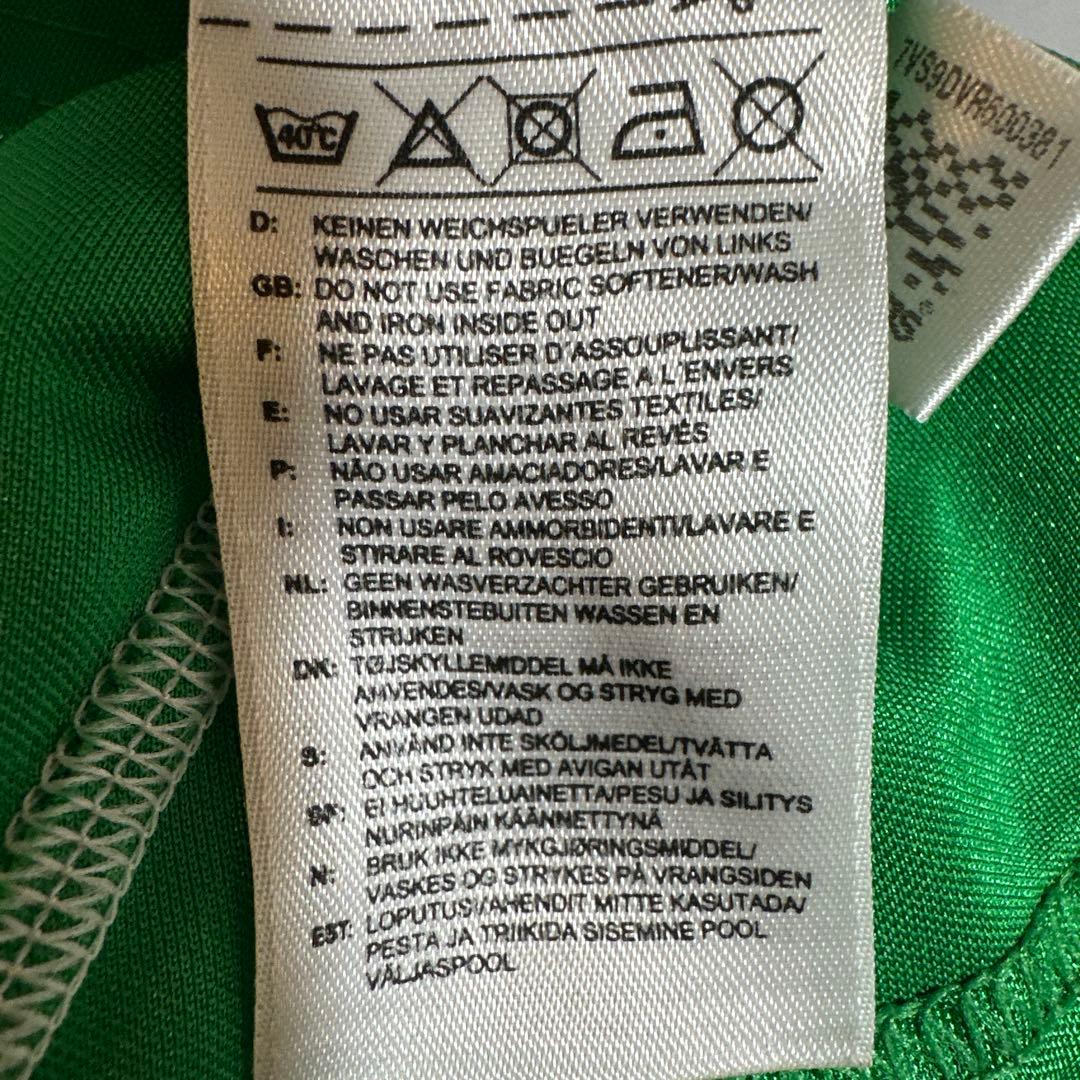 40°C
D: KEINEN WEICHSPUELER VERWENDEN/
WASCHEN UND BUEGELN VON LINKS
GB: DO NOT USE FABRIC SOFTENER/WASH
AND IRON INSIDE OUT
F: NE PAS UTILISER D'ASSOUPLISSANT/
LAVAGE ET REPASSAGE A L'ENVERS
E: NO USAR SUAVIZANTES TEXTILES/
LAVAR Y PLANCHAR AL REVÉS
P: NÃO USAR AMACIADORES/LAVAR E
PASSAR PELO AVESSO
I: NON USARE AMMORBIDENTI/LAVARE E
STIRARE AL ROVESCIO
NL: GEEN WASVERZACHTER GEBRUIKEN/
BINNENSTEBUITEN WASSEN EN
STRIJKEN
DK: TØJSKYLLEMIDDEL MÅ IKKE
ANVENDES/VASK OG STRYG MED
VRANGEN UDAD
S: ANVÄND INTE SKÖLJMEDEL/TVÄTTA
OCH STRYK MED AVIGAN UTÅT
SF: EI HUUHTELUAINETTA/PESU JA SILITYS
NURINPÄIN KÄÄNNETTYNÄ
N: BRUK IKKE MYKGJØRINGSMIDDEL/
VASKES OG STRYKES PÅ VRANGSIDEN
EST: LOPUTUSVAHENDIT MITTE KASUTADA/
PESTA JA TRIIKIDA SISEMINE POOL
VÄLJASPOOL
7VS9DVR600381